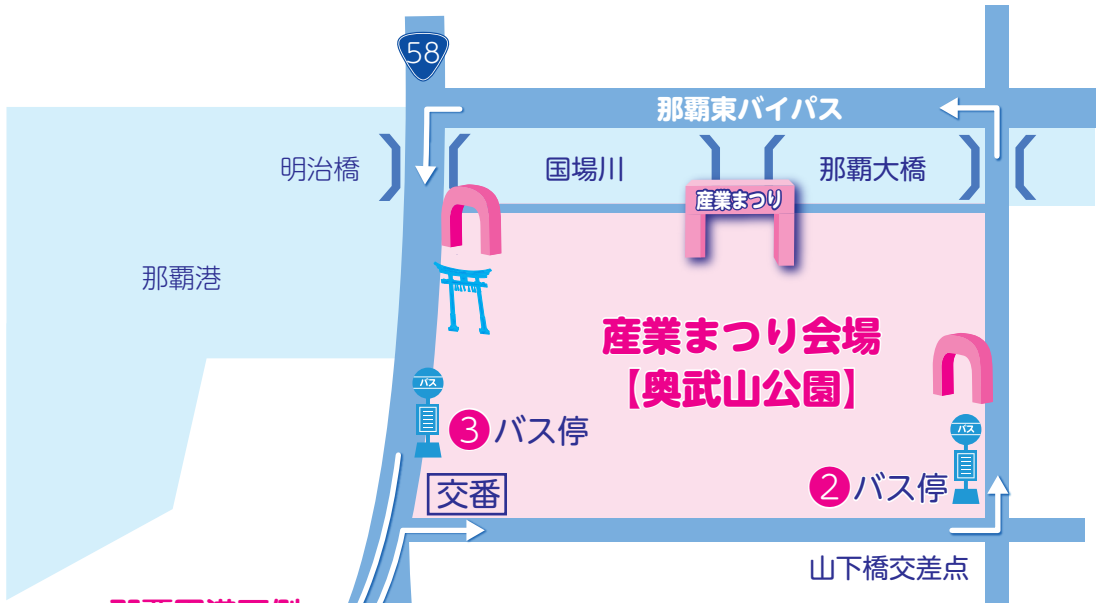 58
那覇東バイパス
明治橋
国場川
那覇大橋
産業まつり
那覇港
産業まつり会場
【奥武山公園】
バス
❸バス停
バス
❷バス停
交番
山下橋交差点